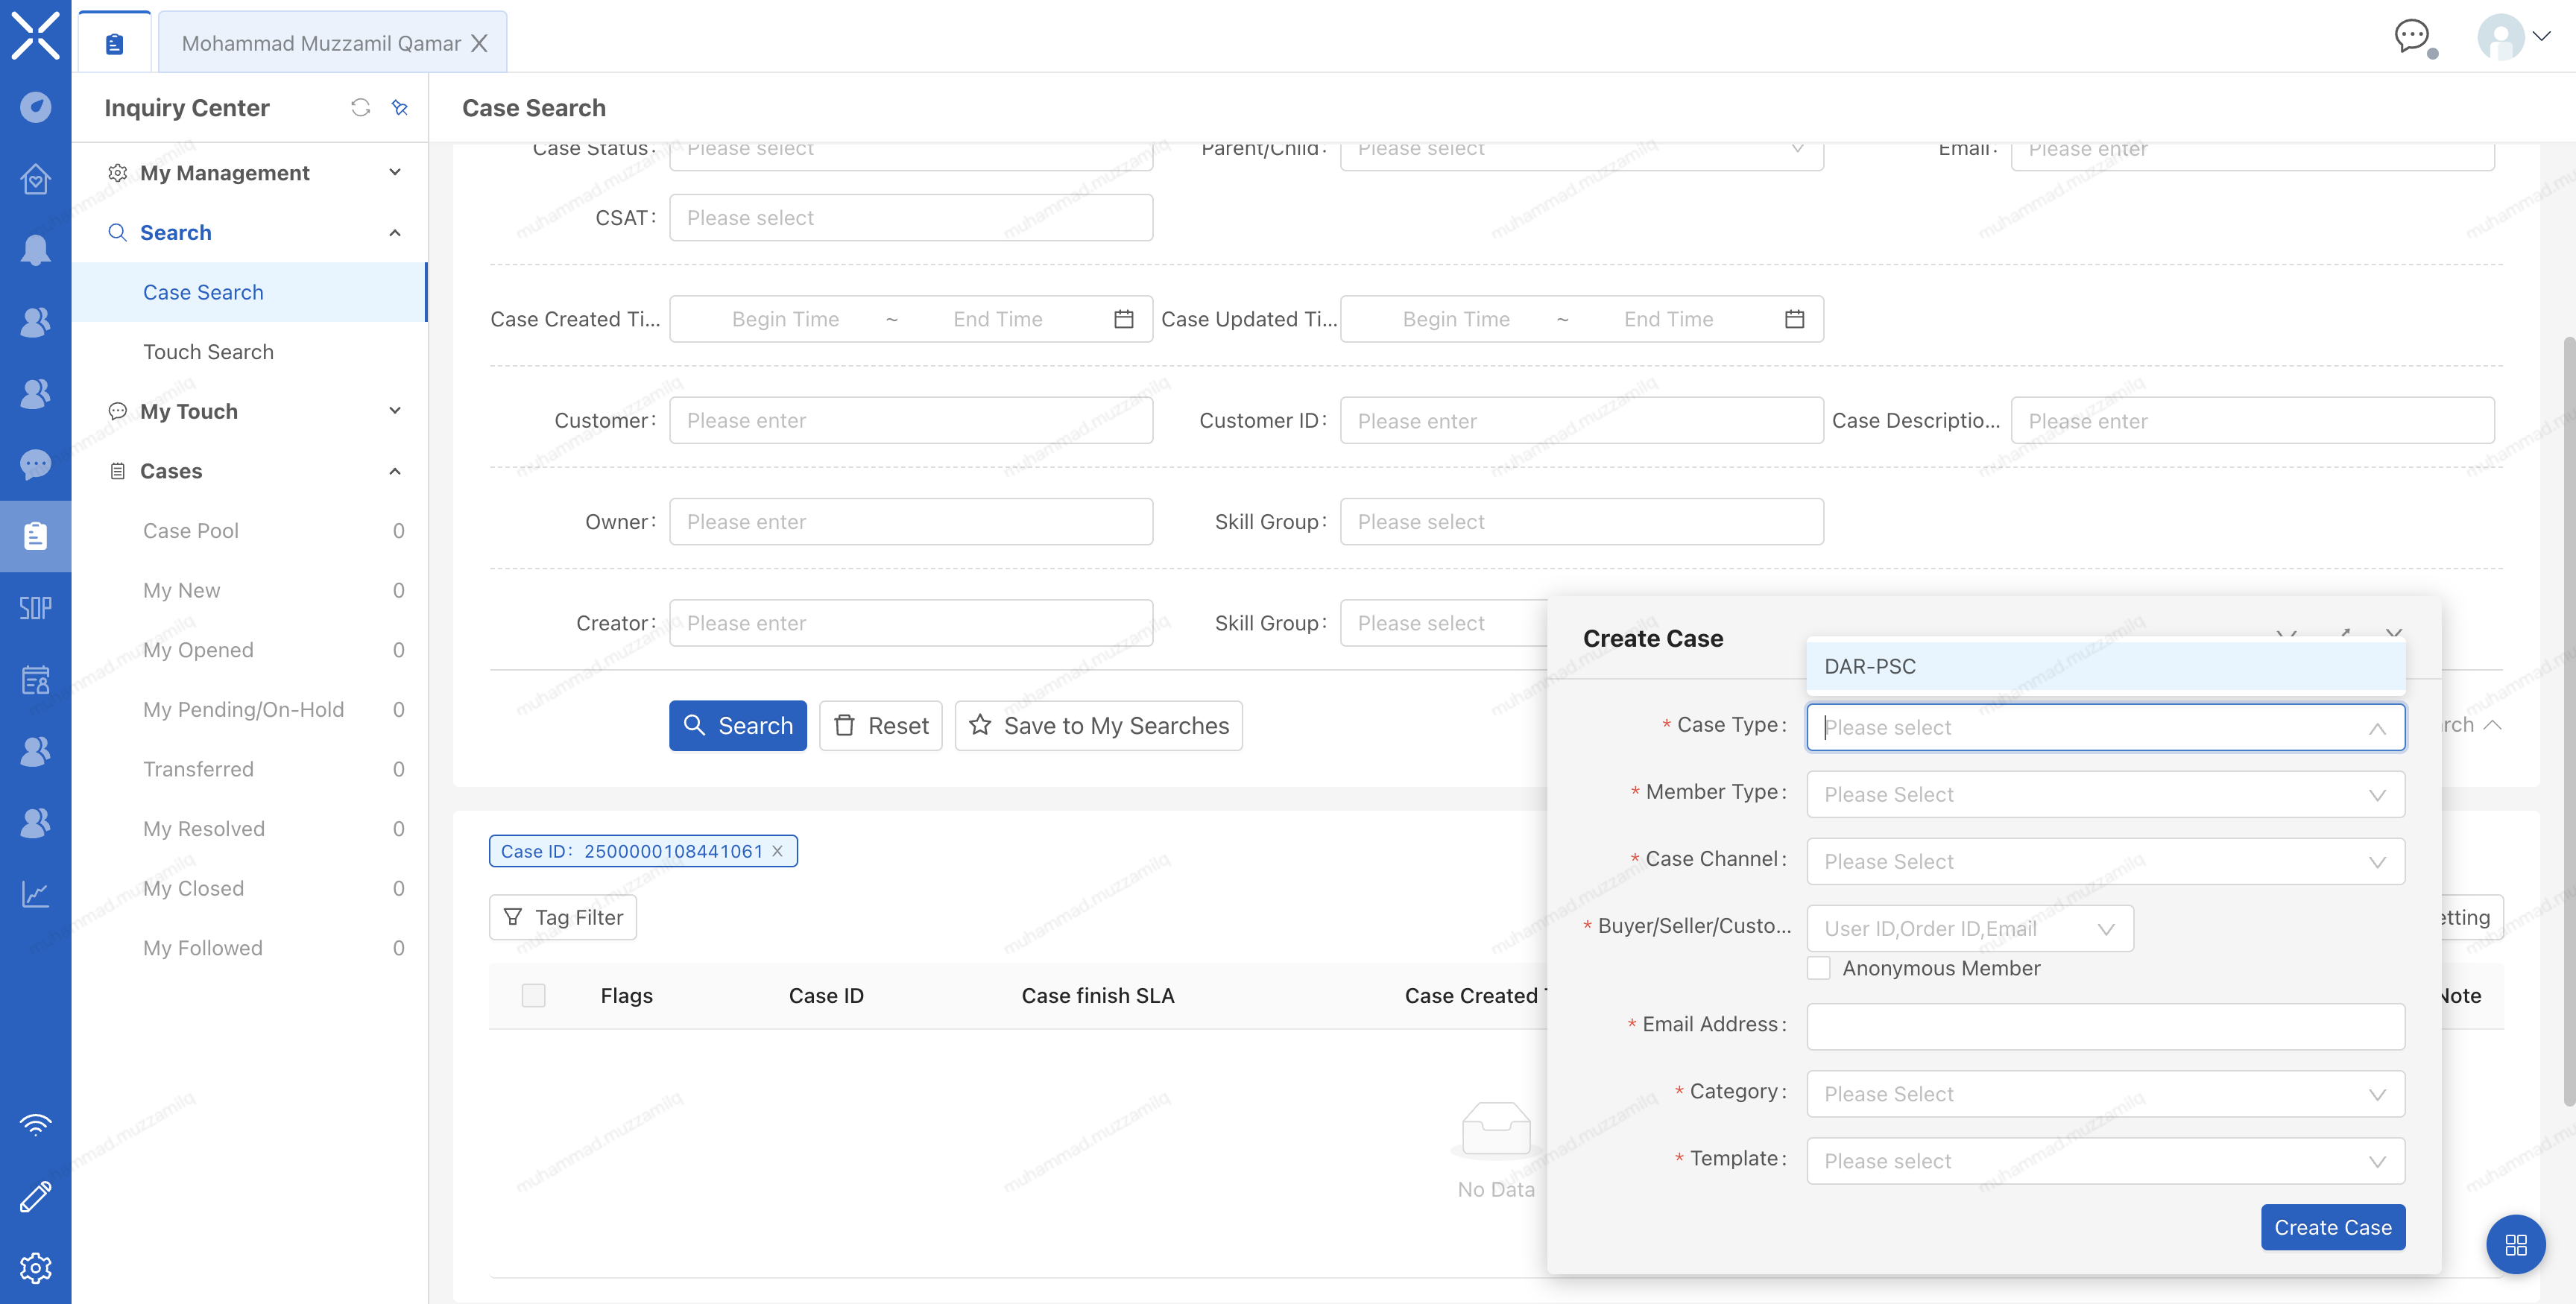 Mohammad Muzzamil Qamar
Inquiry Center
Case Search
My Management
Search
Case Search
Touch Search
My Touch
Cases
Case Pool 0
My New 0
My Opened 0
My Pending/On-Hold 0
Transferred 0
My Resolved 0
My Closed 0
My Followed 0
SOP
Case Status: Please select Parent/Child: Please select Email: Please enter
CSAT: Please select
Case Created Ti... Begin Time ~ End Time Case Updated Ti... Begin Time ~ End Time
Customer: Please enter Customer ID: Please enter Case Descriptio... Please enter
Owner: Please enter Skill Group: Please select
Creator: Please enter Skill Group: Please select
Search Reset Save to My Searches
Case ID: 2500000108441061
Tag Filter
Flags Case ID Case finish SLA Case Created Note
No Data
Create Case
DAR-PSC
* Case Type: Please select
* Member Type: Please Select
* Case Channel: Please Select
* Buyer/Seller/Custo... User ID,Order ID,Email
Anonymous Member
* Email Address:
* Category: Please Select
* Template: Please select
Create Case
muhammad.muzzamilq